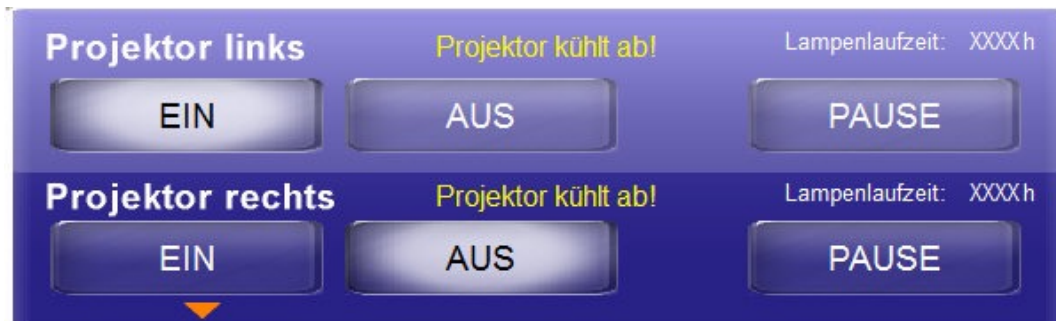 Projektor links Projektor kühlt ab! Lampenlaufzeit: XXXX h
EIN AUS PAUSE
Projektor rechts Projektor kühlt ab! Lampenlaufzeit: XXXX h
EIN AUS PAUSE